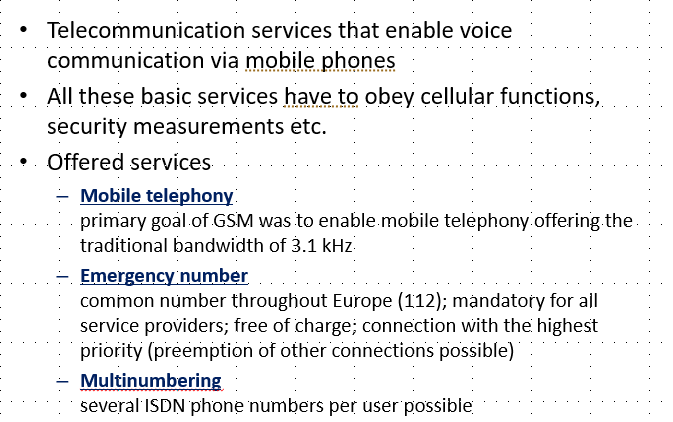 • Telecommunication services that enable voice
communication via mobile phones
• All these basic services have to obey cellular functions,
security measurements etc.
• Offered services
– Mobile telephony
primary goal of GSM was to enable mobile telephony offering the
traditional bandwidth of 3.1 kHz
– Emergency number
common number throughout Europe (112); mandatory for all
service providers; free of charge; connection with the highest
priority (preemption of other connections possible)
– Multinumbering
several ISDN phone numbers per user possible